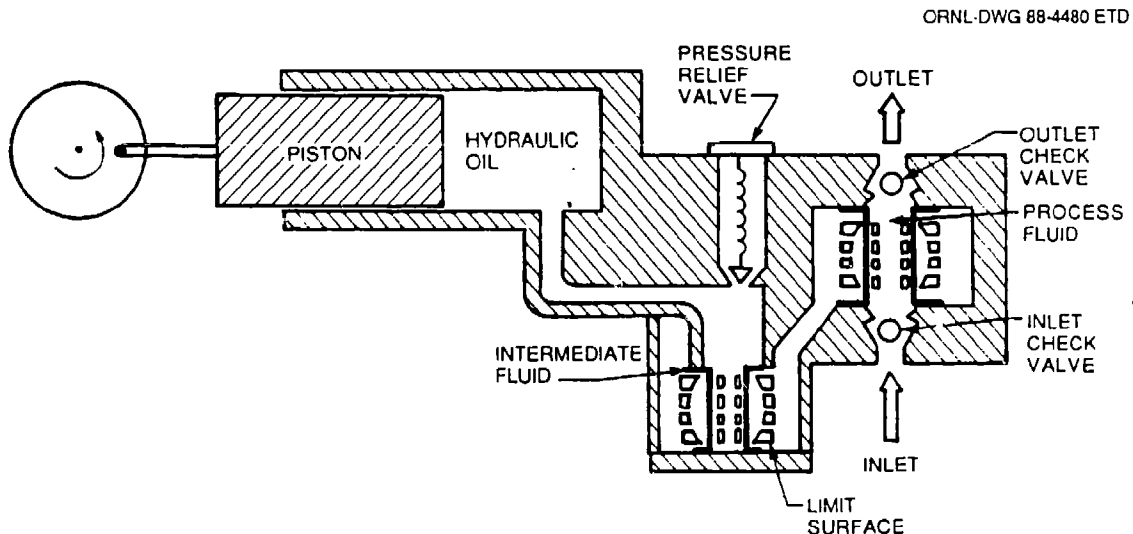 ORNL-DWG 88-4480 ETD
PRESSURE
RELIEF
VALVE
OUTLET
OUTLET
CHECK
VALVE
HYDRAULIC
OIL
PISTON
PROCESS
FLUID
INLET
CHECK
VALVE
INTERMEDIATE
FLUID
INLET
LIMIT
SURFACE